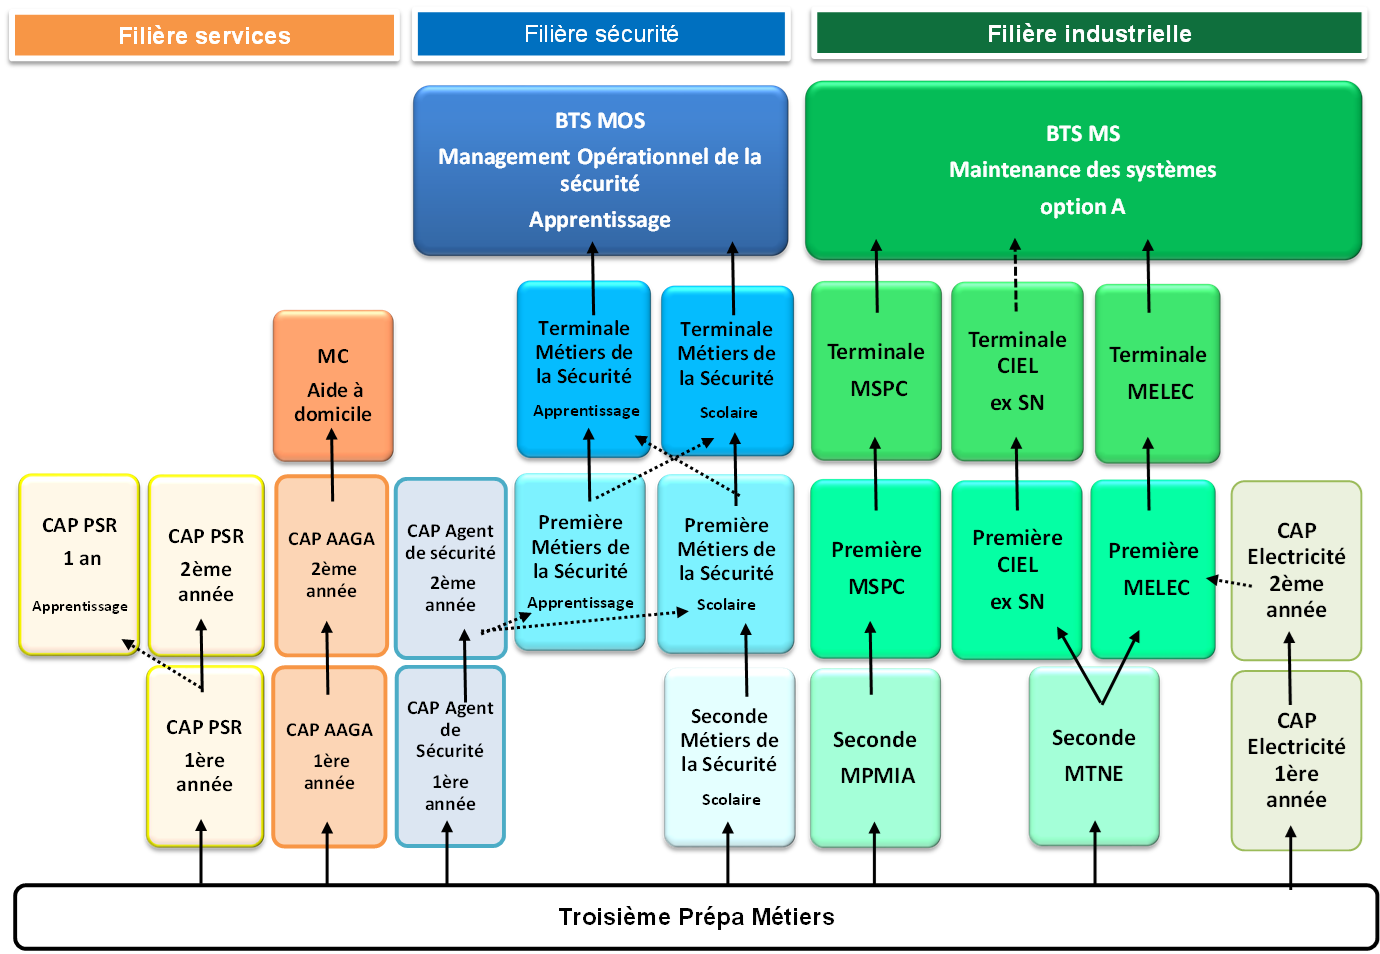 Filière services
Filière sécurité
Filière industrielle
BTS MOS
Management Opérationnel de la
sécurité
Apprentissage
BTS MS
Maintenance des systèmes
option A
MC
Aide à
domicile
Terminale
Métiers de
la Sécurité
Apprentissage
Terminale
Métiers de
la Sécurité
Scolaire
Terminale
MSPC
Terminale
CIEL
ex SN
Terminale
MELEC
CAP PSR
1 an
Apprentissage
CAP PSR
2ème
année
CAP AAGA
2ème
année
CAP Agent
de sécurité
2ème
année
Première
Métiers de
la Sécurité
Apprentissage
Première
Métiers de
la Sécurité
Scolaire
Première
MSPC
Première
CIEL
ex SN
Première
MELEC
CAP
Electricité
2ème
année
CAP PSR
1ère
année
CAP AAGA
1ère
année
CAP Agent
de
Sécurité
1ère
année
Seconde
Métiers de
la Sécurité
Scolaire
Seconde
MPMIA
Seconde
MTNE
CAP
Electricité
1ère
année
Troisième Prépa Métiers